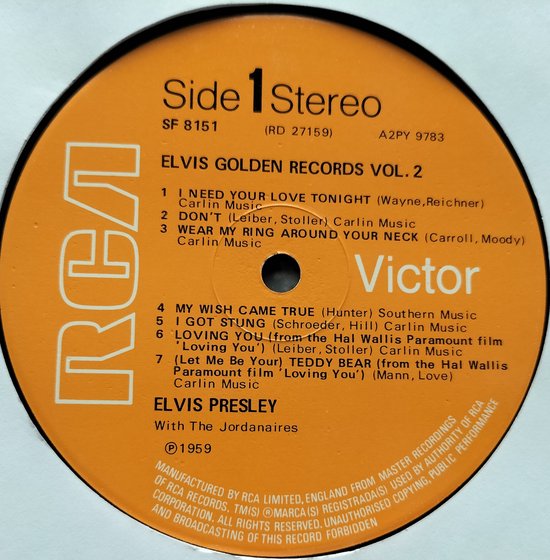 Side 1 Stereo
SF 8151 (RD 27159) A2PY 9783
ELVIS GOLDEN RECORDS VOL. 2
1 I NEED YOUR LOVE TONIGHT (Wayne, Reichner)
Carlin Music
2 DON'T (Leiber, Stoller) Carlin Music
3 WEAR MY RING AROUND YOUR NECK (Carroll, Moody)
Carlin Music
RCA
Victor
4 MY WISH CAME TRUE (Hunter) Southern Music
5 I GOT STUNG (Schroeder, Hill) Carlin Music
6 LOVING YOU (from the Hal Wallis Paramount film
'Loving You') (Leiber, Stoller) Carlin Music
7 (Let Me Be Your) TEDDY BEAR (from the Hal Wallis
Paramount film 'Loving You') (Mann, Love)
Carlin Music
ELVIS PRESLEY
With The Jordanaires
Ⓟ1959
MANUFACTURED BY RCA LIMITED, ENGLAND FROM MASTER RECORDINGS
OF RCA RECORDS. TM(S) ® MARCA(S) REGISTRADA(S) USED BY AUTHORITY OF RCA
CORPORATION. ALL RIGHTS RESERVED. UNAUTHORISED COPYING, PUBLIC PERFORMANCE
AND BROADCASTING OF THIS RECORD FORBIDDEN